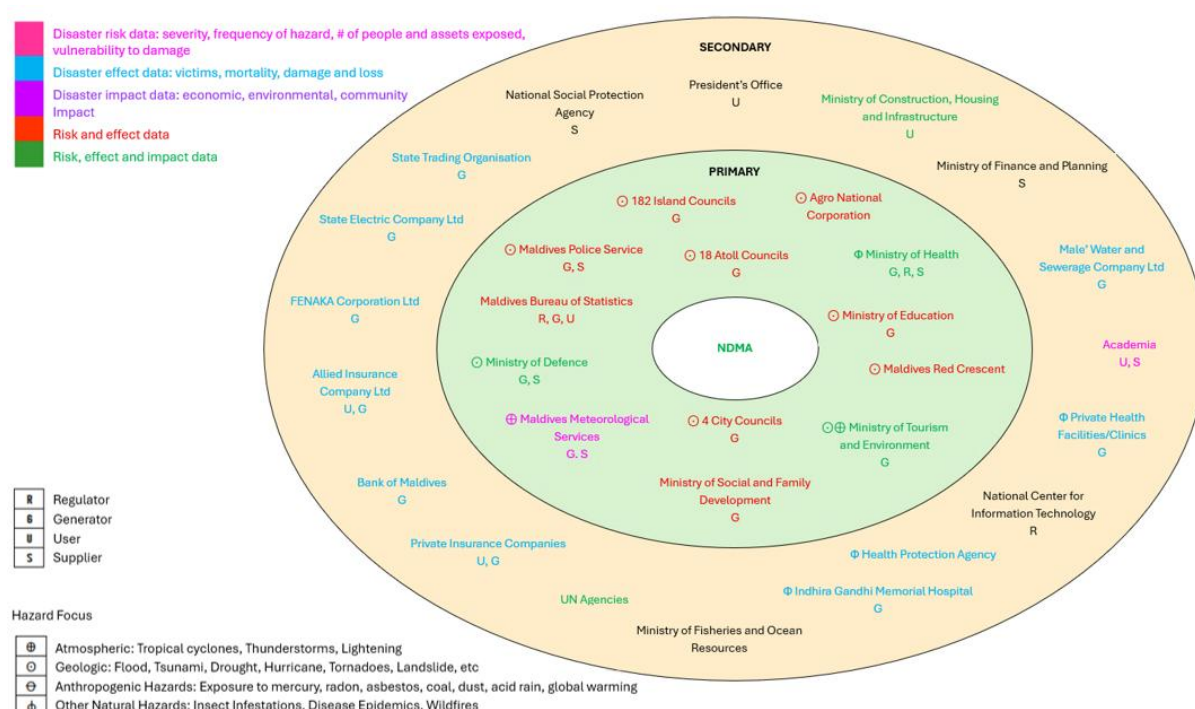 Disaster risk data: severity, frequency of hazard, # of people and assets exposed,
vulnerability to damage
Disaster effect data: victims, mortality, damage and loss
Disaster impact data: economic, environmental, community
Impact
Risk and effect data
Risk, effect and impact data
SECONDARY
President's Office
U
National Social Protection
Agency
S
Ministry of Construction, Housing
and Infrastructure
U
State Trading Organisation
G
Ministry of Finance and Planning
S
State Electric Company Ltd
G
Male' Water and
Sewerage Company Ltd
G
FENAKA Corporation Ltd
G
Academia
U, S
Allied Insurance
Company Ltd
U, G
Φ Private Health
Facilities/Clinics
G
Bank of Maldives
G
National Center for
Information Technology
R
Private Insurance Companies
U, G
Φ Health Protection Agency
UN Agencies
Φ Indhira Gandhi Memorial Hospital
G
Ministry of Fisheries and Ocean
Resources
PRIMARY
⊙ 182 Island Councils
G
⊙ Agro National
Corporation
⊙ Maldives Police Service
G, S
⊙ 18 Atoll Councils
G
Φ Ministry of Health
G, R, S
Maldives Bureau of Statistics
R, G, U
⊙ Ministry of Education
G
NDMA
⊙ Ministry of Defence
G, S
⊙ Maldives Red Crescent
⊕ Maldives Meteorological
Services
G. S
⊙ 4 City Councils
G
⊙⊕ Ministry of Tourism
and Environment
G
Ministry of Social and Family
Development
G
R Regulator
G Generator
U User
S Supplier
Hazard Focus
⊕ Atmospheric: Tropical cyclones, Thunderstorms, Lightening
⊙ Geologic: Flood, Tsunami, Drought, Hurricane, Tornadoes, Landslide, etc
⊖ Anthropogenic Hazards: Exposure to mercury, radon, asbestos, coal, dust, acid rain, global warming
Φ Other Natural Hazards: Insect Infestations, Disease Epidemics, Wildfires